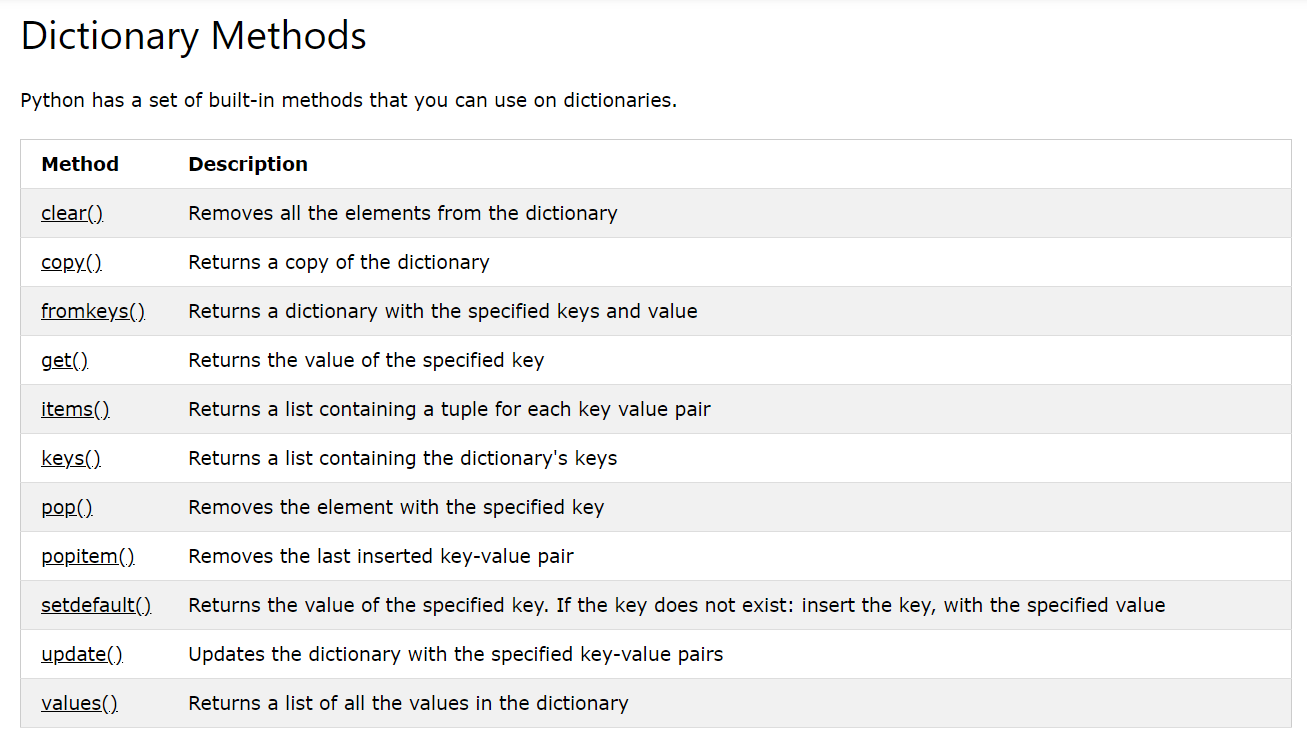 Dictionary Methods
Python has a set of built-in methods that you can use on dictionaries.
Method Description
clear() Removes all the elements from the dictionary
copy() Returns a copy of the dictionary
fromkeys() Returns a dictionary with the specified keys and value
get() Returns the value of the specified key
items() Returns a list containing a tuple for each key value pair
keys() Returns a list containing the dictionary's keys
pop() Removes the element with the specified key
popitem() Removes the last inserted key-value pair
setdefault() Returns the value of the specified key. If the key does not exist: insert the key, with the specified value
update() Updates the dictionary with the specified key-value pairs
values() Returns a list of all the values in the dictionary